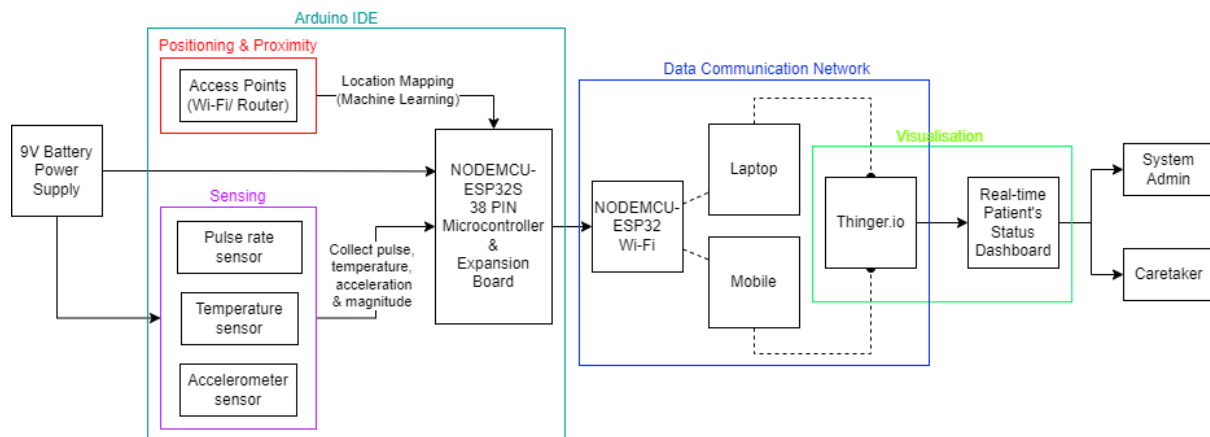 Arduino IDE
Positioning & Proximity
Access Points
(Wi-Fi/ Router)
Location Mapping
(Machine Learning)
9V Battery
Power
Supply
Sensing
Pulse rate
sensor
Temperature
sensor
Accelerometer
sensor
Collect pulse,
temperature,
acceleration
& magnitude
NODEMCU-
ESP32S
38 PIN
Microcontroller
&
Expansion
Board
Data Communication Network
NODEMCU-
ESP32
Wi-Fi
Laptop
Mobile
Visualisation
Thinger.io
Real-time
Patient's
Status
Dashboard
System
Admin
Caretaker